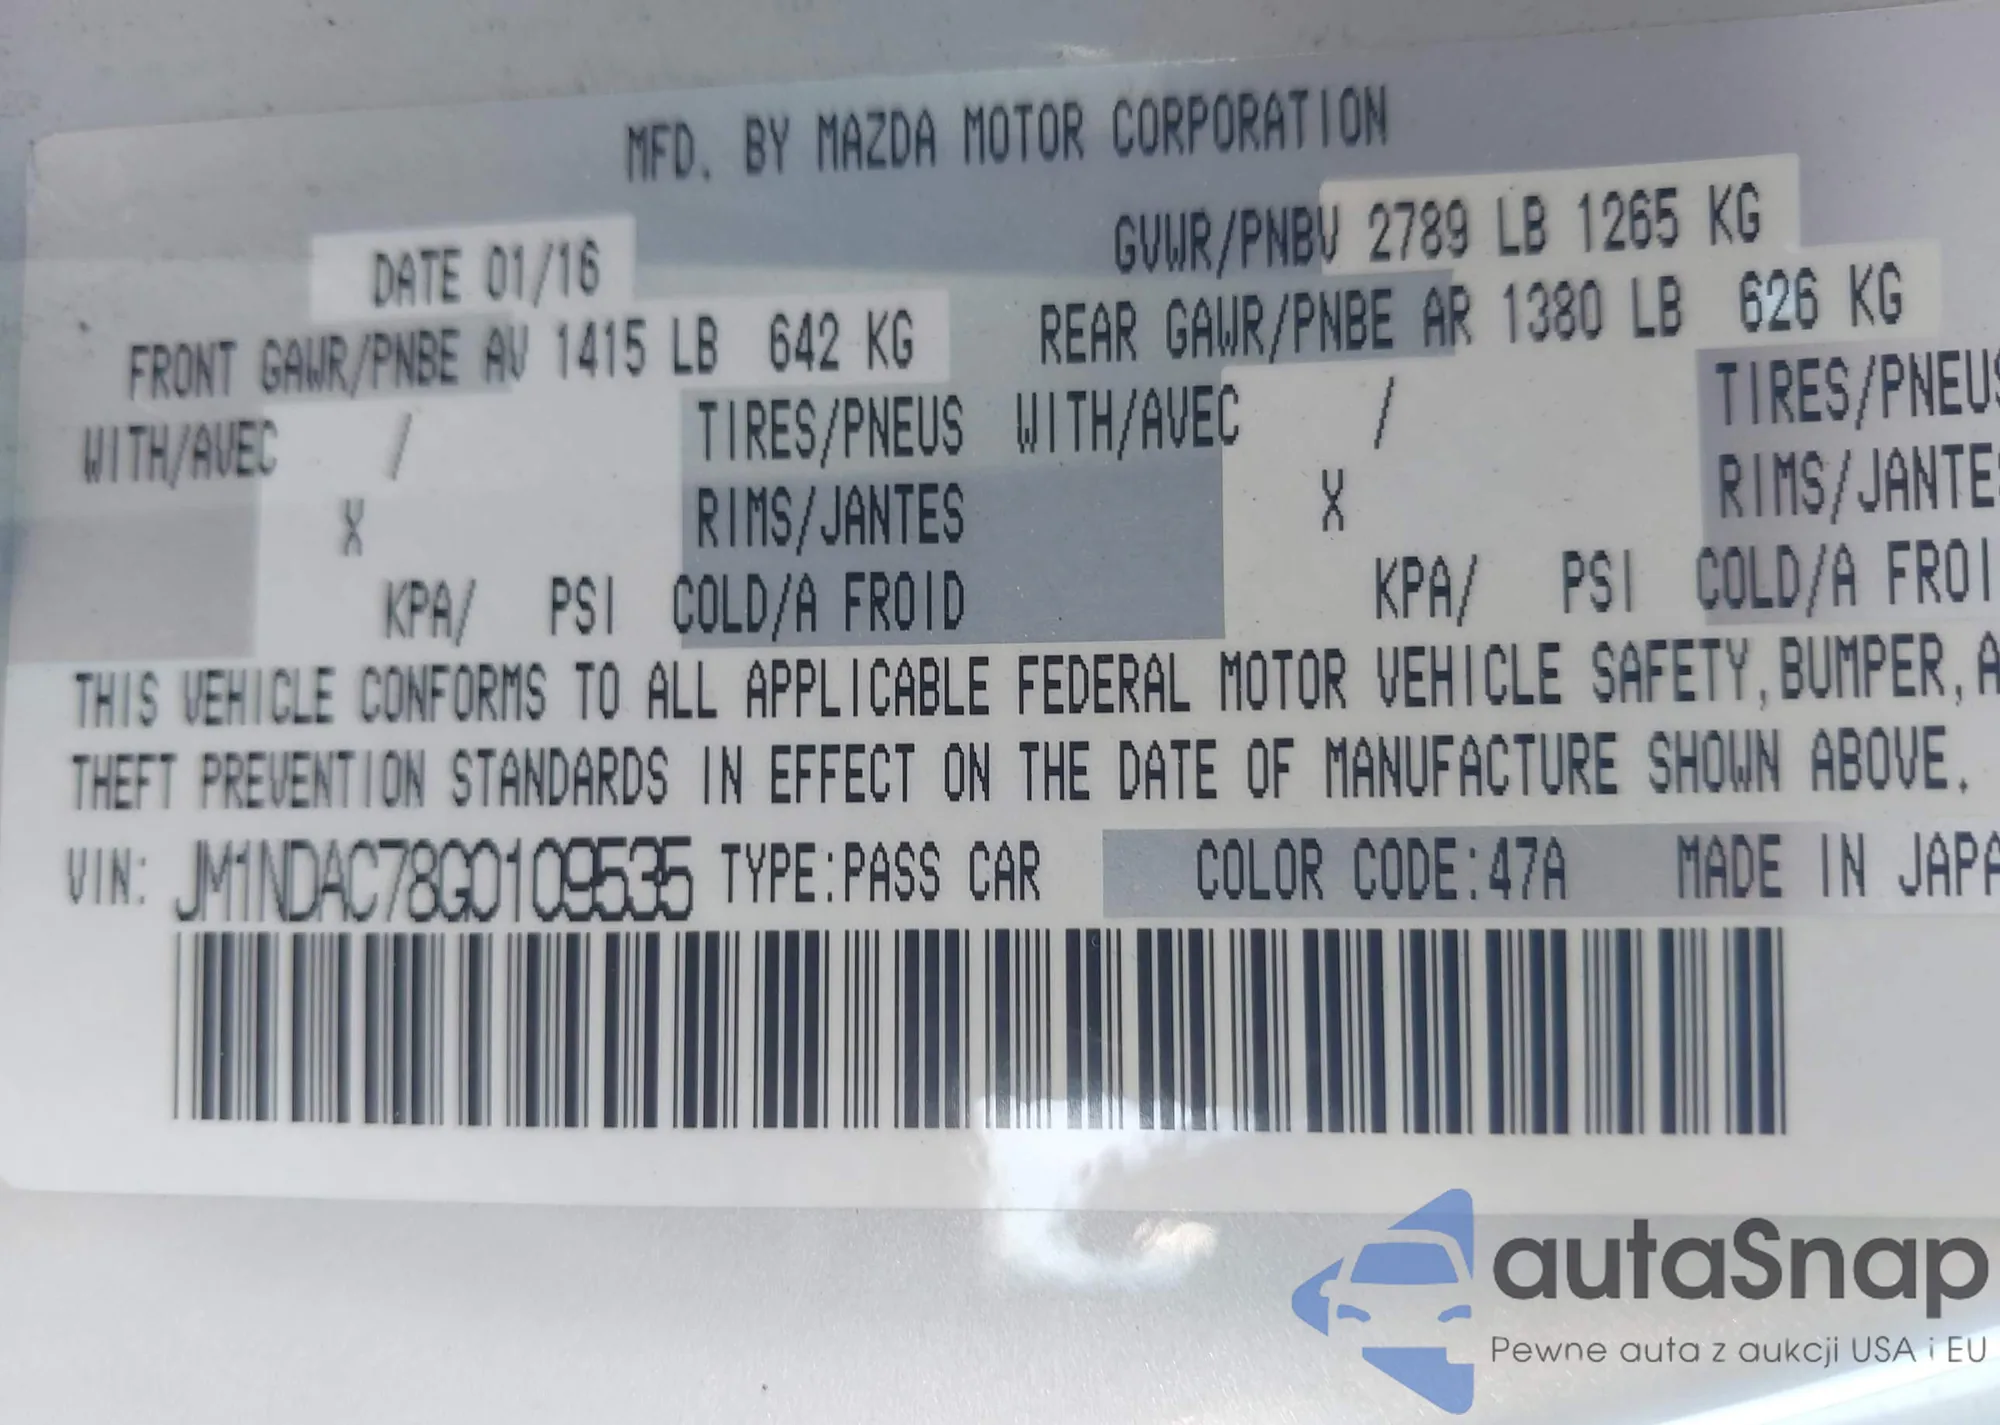 MFD. BY MAZDA MOTOR CORPORATION
DATE 01/16
GVWR/PNBV 2789 LB 1265 KG
FRONT GAWR/PNBE AV 1415 LB 642 KG
REAR GAWR/PNBE AR 1380 LB 626 KG
WITH/AVEC / TIRES/PNEUS WITH/AVEC / TIRES/PNEUS
X RIMS/JANTES X RIMS/JANTE
KPA/ PSI COLD/A FROID KPA/ PSI COLD/A FROI
THIS VEHICLE CONFORMS TO ALL APPLICABLE FEDERAL MOTOR VEHICLE SAFETY, BUMPER, A
THEFT PREVENTION STANDARDS IN EFFECT ON THE DATE OF MANUFACTURE SHOWN ABOVE.
VIN: JM1NDAC78G0109535 TYPE:PASS CAR COLOR CODE:47A MADE IN JAPA
autaSnap
Pewne auta z aukcji USA i EU